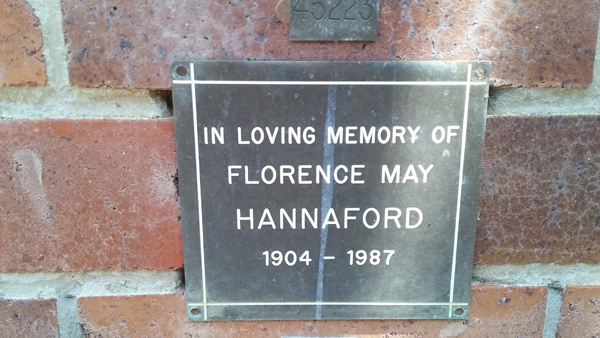 45223
IN LOVING MEMORY OF
FLORENCE MAY
HANNAFORD
1904 – 1987